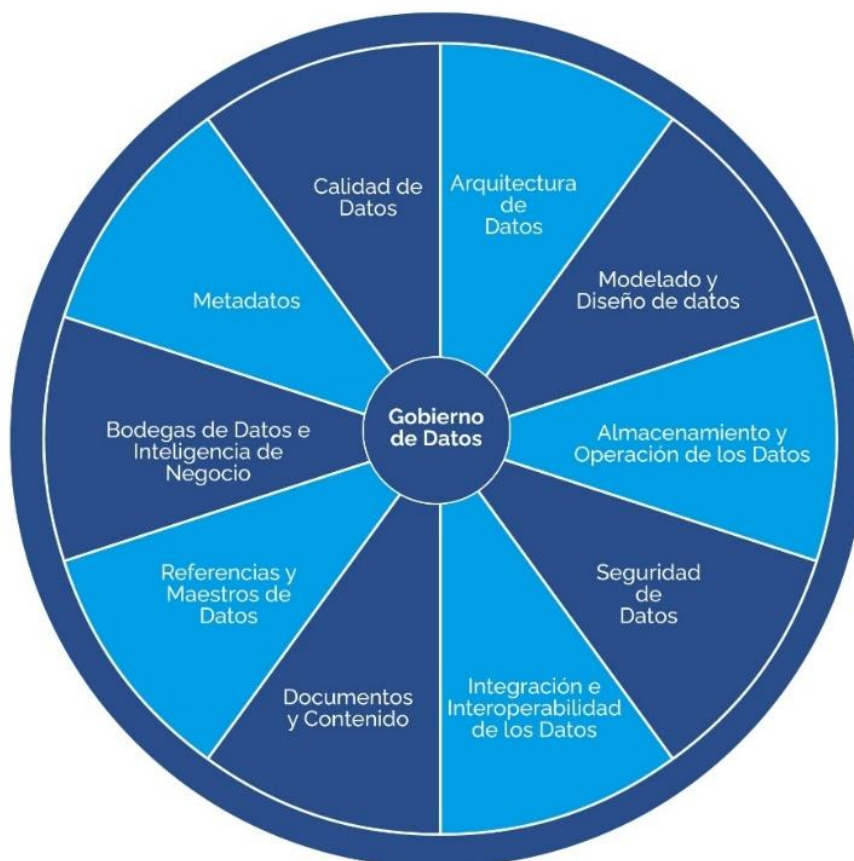 Calidad de
Datos
Arquitectura
de
Datos
Modelado y
Diseño de datos
Almacenamiento y
Operación de los Datos
Seguridad
de
Datos
Integración e
Interoperabilidad
de los Datos
Documentos
y Contenido
Referencias y
Maestros de
Datos
Bodegas de Datos e
Inteligencia de
Negocio
Metadatos
Gobierno
de Datos